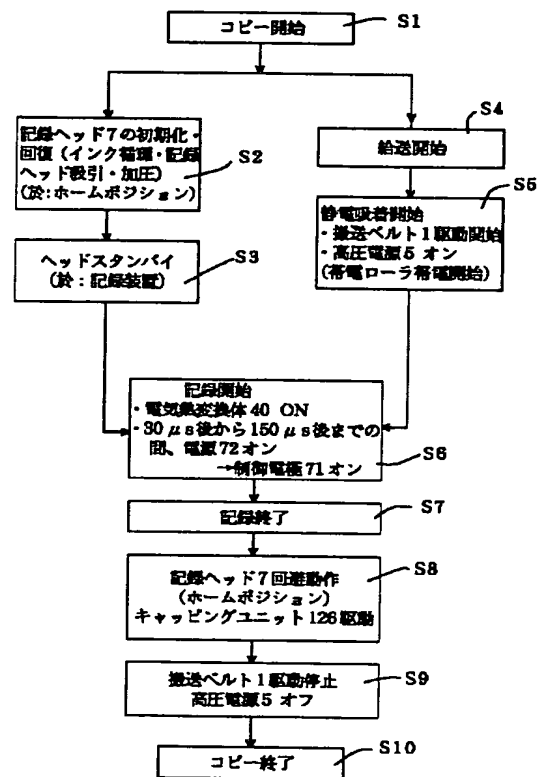 コピー開始
S1
記録ヘッド7の初期化・
回復（インク循環・記録
ヘッド吸引・加圧）
（於：ホームポジション）
S2
ヘッドスタンバイ
（於：記録装置）
S3
給送開始
S4
静電吸着開始
・搬送ベルト1駆動開始
・高圧電源5 オン
（帯電ローラ帯電開始）
S5
記録開始
・電気熱変換体40 ON
・30μs後から150μs後までの
間、電源72オン
→制御電極71オン
S6
記録終了
S7
記録ヘッド7回避動作
（ホームポジション）
キャッピングユニット126駆動
S8
搬送ベルト1駆動停止
高圧電源5 オフ
S9
コピー終了
S10